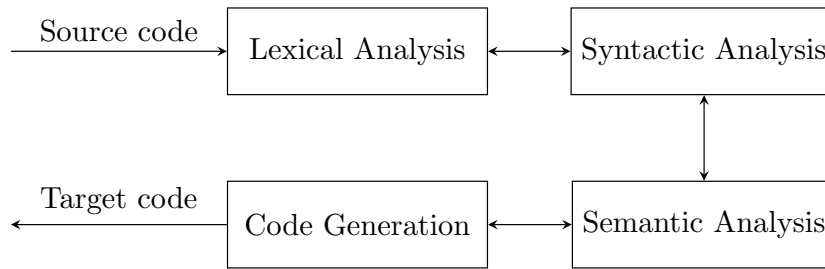 Source code
Lexical Analysis
Syntactic Analysis
Target code
Code Generation
Semantic Analysis